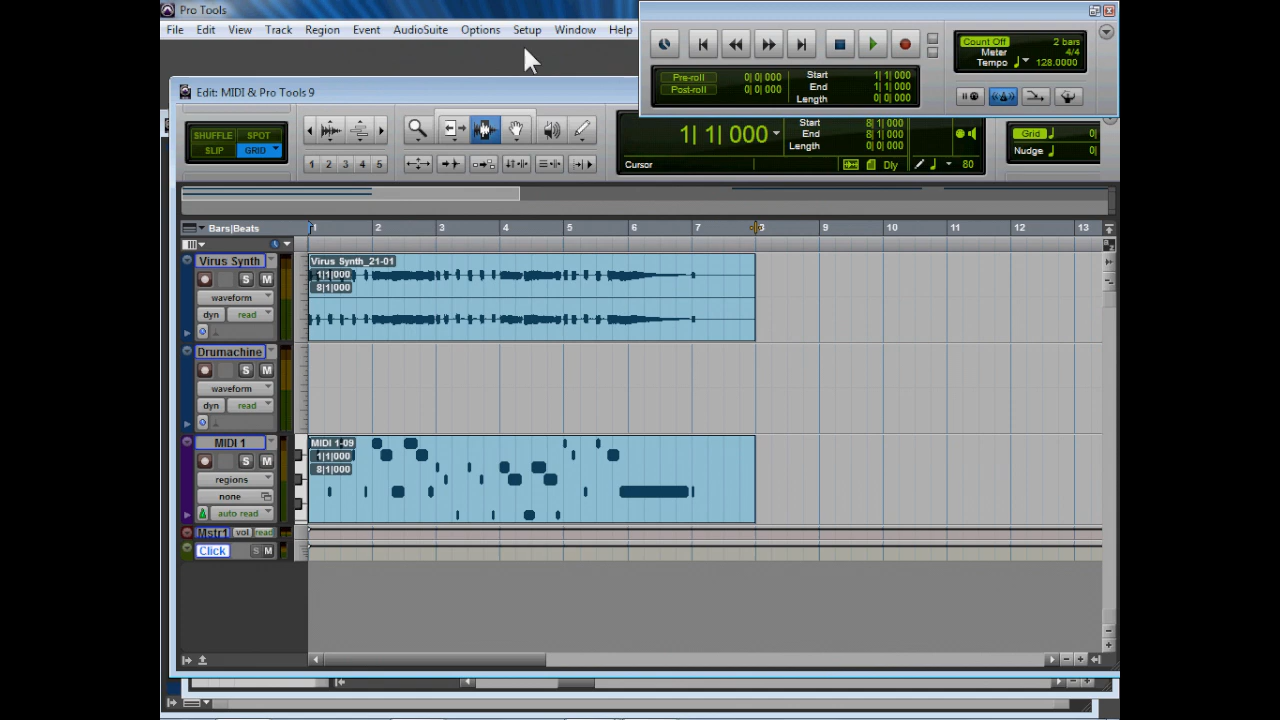 Pro Tools
File Edit View Track Region Event AudioSuite Options Setup Window Help
Count Off 2 bars
Meter 4/4
Tempo 128.0000
Pre-roll 0| 0| 000
Post-roll 0| 0| 000
Start 1| 1| 000
End 1| 1| 000
Length 0| 0| 000
Edit: MIDI & Pro Tools 9
SHUFFLE SPOT
SLIP GRID
1 2 3 4 5
1| 1| 000
Start 8| 1| 000
End 8| 1| 000
Length 0| 0| 000
Cursor
Dly
80
Grid 0|
Nudge 0|
Bars|Beats 1 2 3 4 5 6 7 9 10 11 12 13
Virus Synth
S M
waveform
dyn read
Virus Synth_21-01
1|1|000
8|1|000
Drumachine
S M
waveform
dyn read
MIDI 1
S M
regions
none
auto read
MIDI 1-09
1|1|000
8|1|000
Mstr1 vol read
Click S M